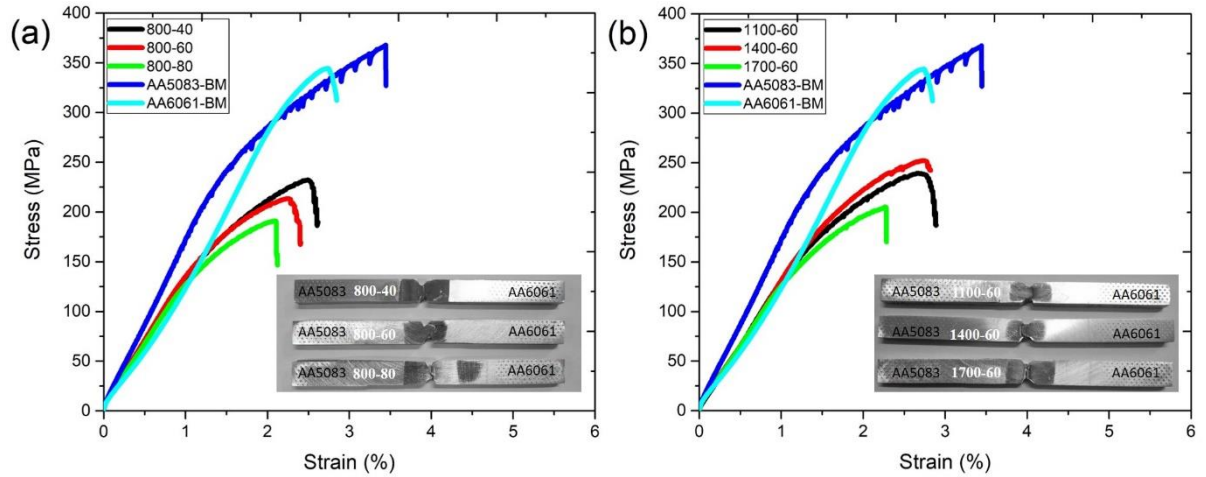 (a)
800-40
800-60
800-80
AA5083-BM
AA6061-BM
Stress (MPa)
400
350
300
250
200
150
100
50
0
AA5083 800-40 AA6061
AA5083 800-60 AA6061
AA5083 800-80 AA6061
0 1 2 3 4 5 6
Strain (%)
(b)
1100-60
1400-60
1700-60
AA5083-BM
AA6061-BM
Stress (MPa)
400
350
300
250
200
150
100
50
0
AA5083 1100-60 AA6061
AA5083 1400-60 AA6061
AA5083 1700-60 AA6061
0 1 2 3 4 5 6
Strain (%)